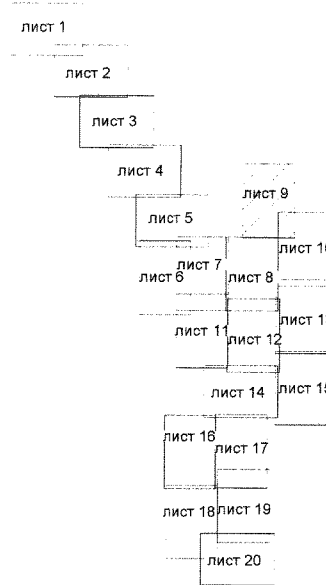 лист 1
лист 2
лист 3
лист 4
лист 9
лист 5
лист 7
лист 6
лист 8
лист 11
лист 12
лист 14
лист 16
лист 17
лист 18
лист 19
лист 20